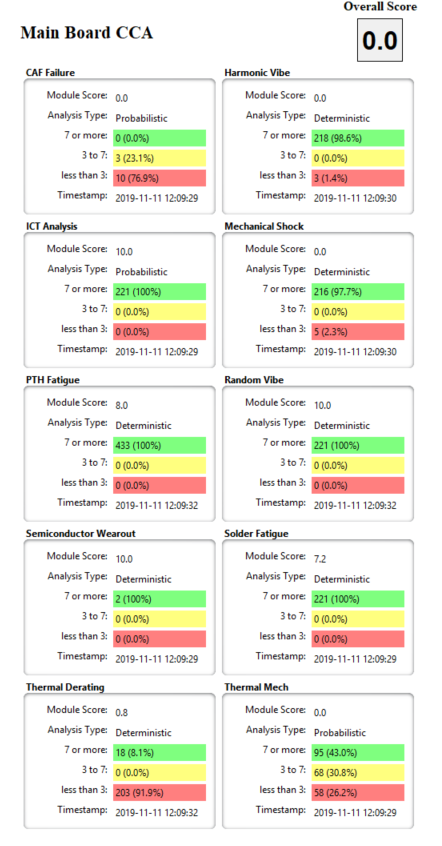 Overall Score
Main Board CCA
0.0
CAF Failure
Module Score: 0.0
Analysis Type: Probabilistic
7 or more: 0 (0.0%)
3 to 7: 3 (23.1%)
less than 3: 10 (76.9%)
Timestamp: 2019-11-11 12:09:29
Harmonic Vibe
Module Score: 0.0
Analysis Type: Deterministic
7 or more: 218 (98.6%)
3 to 7: 0 (0.0%)
less than 3: 3 (1.4%)
Timestamp: 2019-11-11 12:09:30
ICT Analysis
Module Score: 10.0
Analysis Type: Probabilistic
7 or more: 221 (100%)
3 to 7: 0 (0.0%)
less than 3: 0 (0.0%)
Timestamp: 2019-11-11 12:09:29
Mechanical Shock
Module Score: 0.0
Analysis Type: Deterministic
7 or more: 216 (97.7%)
3 to 7: 0 (0.0%)
less than 3: 5 (2.3%)
Timestamp: 2019-11-11 12:09:30
PTH Fatigue
Module Score: 8.0
Analysis Type: Deterministic
7 or more: 433 (100%)
3 to 7: 0 (0.0%)
less than 3: 0 (0.0%)
Timestamp: 2019-11-11 12:09:32
Random Vibe
Module Score: 10.0
Analysis Type: Deterministic
7 or more: 221 (100%)
3 to 7: 0 (0.0%)
less than 3: 0 (0.0%)
Timestamp: 2019-11-11 12:09:32
Semiconductor Wearout
Module Score: 10.0
Analysis Type: Deterministic
7 or more: 2 (100%)
3 to 7: 0 (0.0%)
less than 3: 0 (0.0%)
Timestamp: 2019-11-11 12:09:29
Solder Fatigue
Module Score: 7.2
Analysis Type: Deterministic
7 or more: 221 (100%)
3 to 7: 0 (0.0%)
less than 3: 0 (0.0%)
Timestamp: 2019-11-11 12:09:29
Thermal Derating
Module Score: 0.8
Analysis Type: Deterministic
7 or more: 18 (8.1%)
3 to 7: 0 (0.0%)
less than 3: 203 (91.9%)
Timestamp: 2019-11-11 12:09:32
Thermal Mech
Module Score: 0.0
Analysis Type: Probabilistic
7 or more: 95 (43.0%)
3 to 7: 68 (30.8%)
less than 3: 58 (26.2%)
Timestamp: 2019-11-11 12:09:29